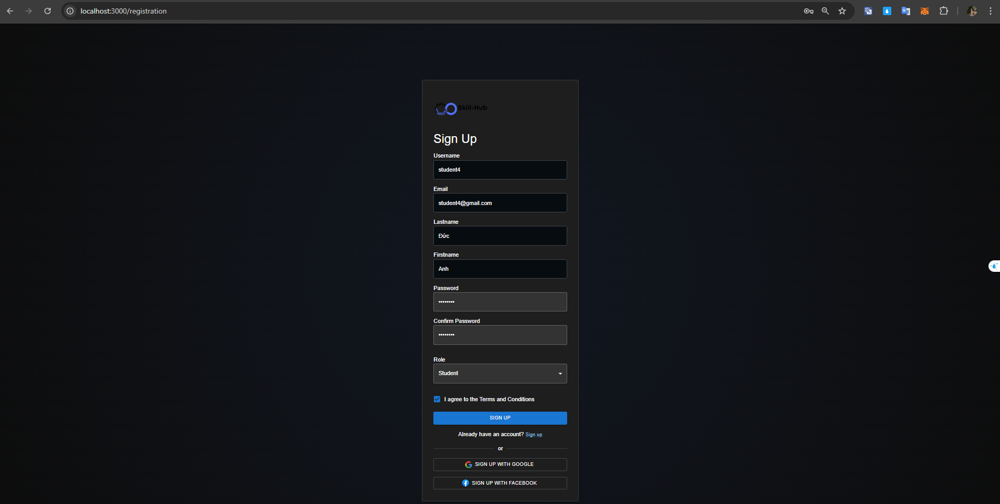 localhost:3000/registration
Skill-Hub
Sign Up
Username
student4
Email
student4@gmail.com
Lastname
Đức
Firstname
Anh
Password
••••••••
Confirm Password
••••••••
Role
Student
I agree to the Terms and Conditions
SIGN UP
Already have an account? Sign up
or
SIGN UP WITH GOOGLE
SIGN UP WITH FACEBOOK